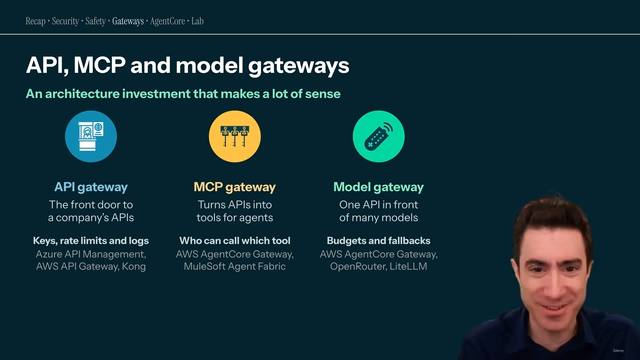 Recap • Security • Safety • Gateways • AgentCore • Lab
API, MCP and model gateways
An architecture investment that makes a lot of sense
API gateway
The front door to
a company's APIs
Keys, rate limits and logs
Azure API Management,
AWS API Gateway, Kong
MCP gateway
Turns APIs into
tools for agents
Who can call which tool
AWS AgentCore Gateway,
MuleSoft Agent Fabric
Model gateway
One API in front
of many models
Budgets and fallbacks
AWS AgentCore Gateway,
OpenRouter, LiteLLM